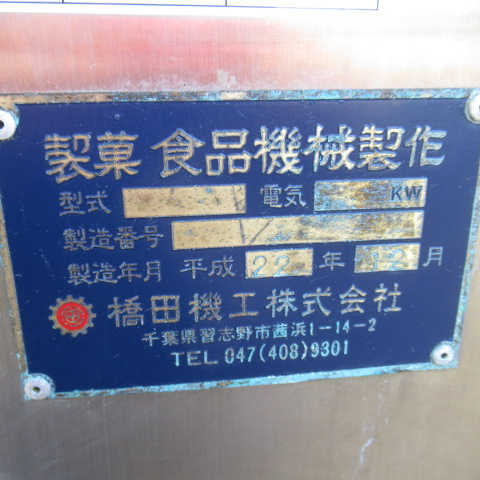 製菓 食品機械製作
型式 電気 KW
製造番号
製造年月 平成 22 年 12 月
橋田機工株式会社
千葉県習志野市茜浜1-14-2
TEL 047(408)9301